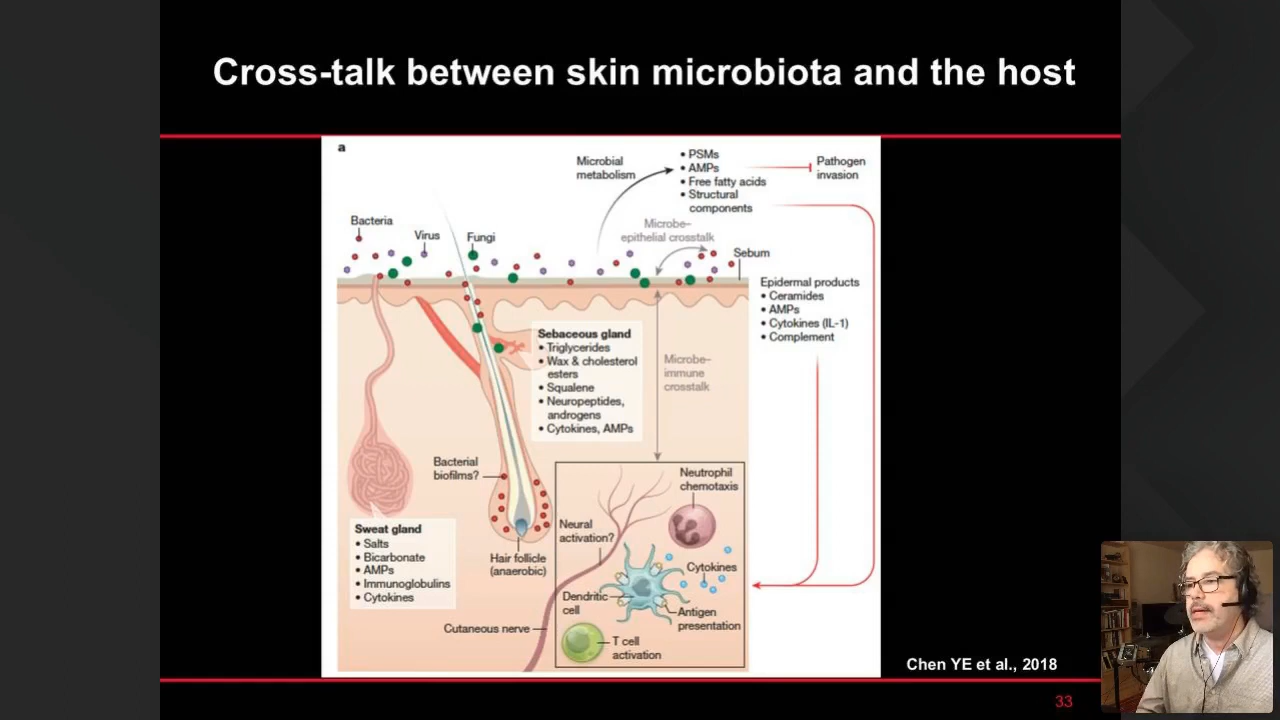 Cross-talk between skin microbiota and the host
a
Microbial
metabolism
• PSMs
• AMPs
• Free fatty acids
• Structural
components
Pathogen
invasion
Bacteria
Virus
Fungi
Microbe–
epithelial crosstalk
Sebum
Epidermal products
• Ceramides
• AMPs
• Cytokines (IL-1)
• Complement
Sebaceous gland
• Triglycerides
• Wax & cholesterol
esters
• Squalene
• Neuropeptides,
androgens
• Cytokines, AMPs
Microbe–
immune
crosstalk
Bacterial
biofilms?
Neutrophil
chemotaxis
Sweat gland
• Salts
• Bicarbonate
• AMPs
• Immunoglobulins
• Cytokines
Hair follicle
(anaerobic)
Neural
activation?
Cytokines
Dendritic
cell
Antigen
presentation
Cutaneous nerve
T cell
activation
Chen YE et al., 2018
33